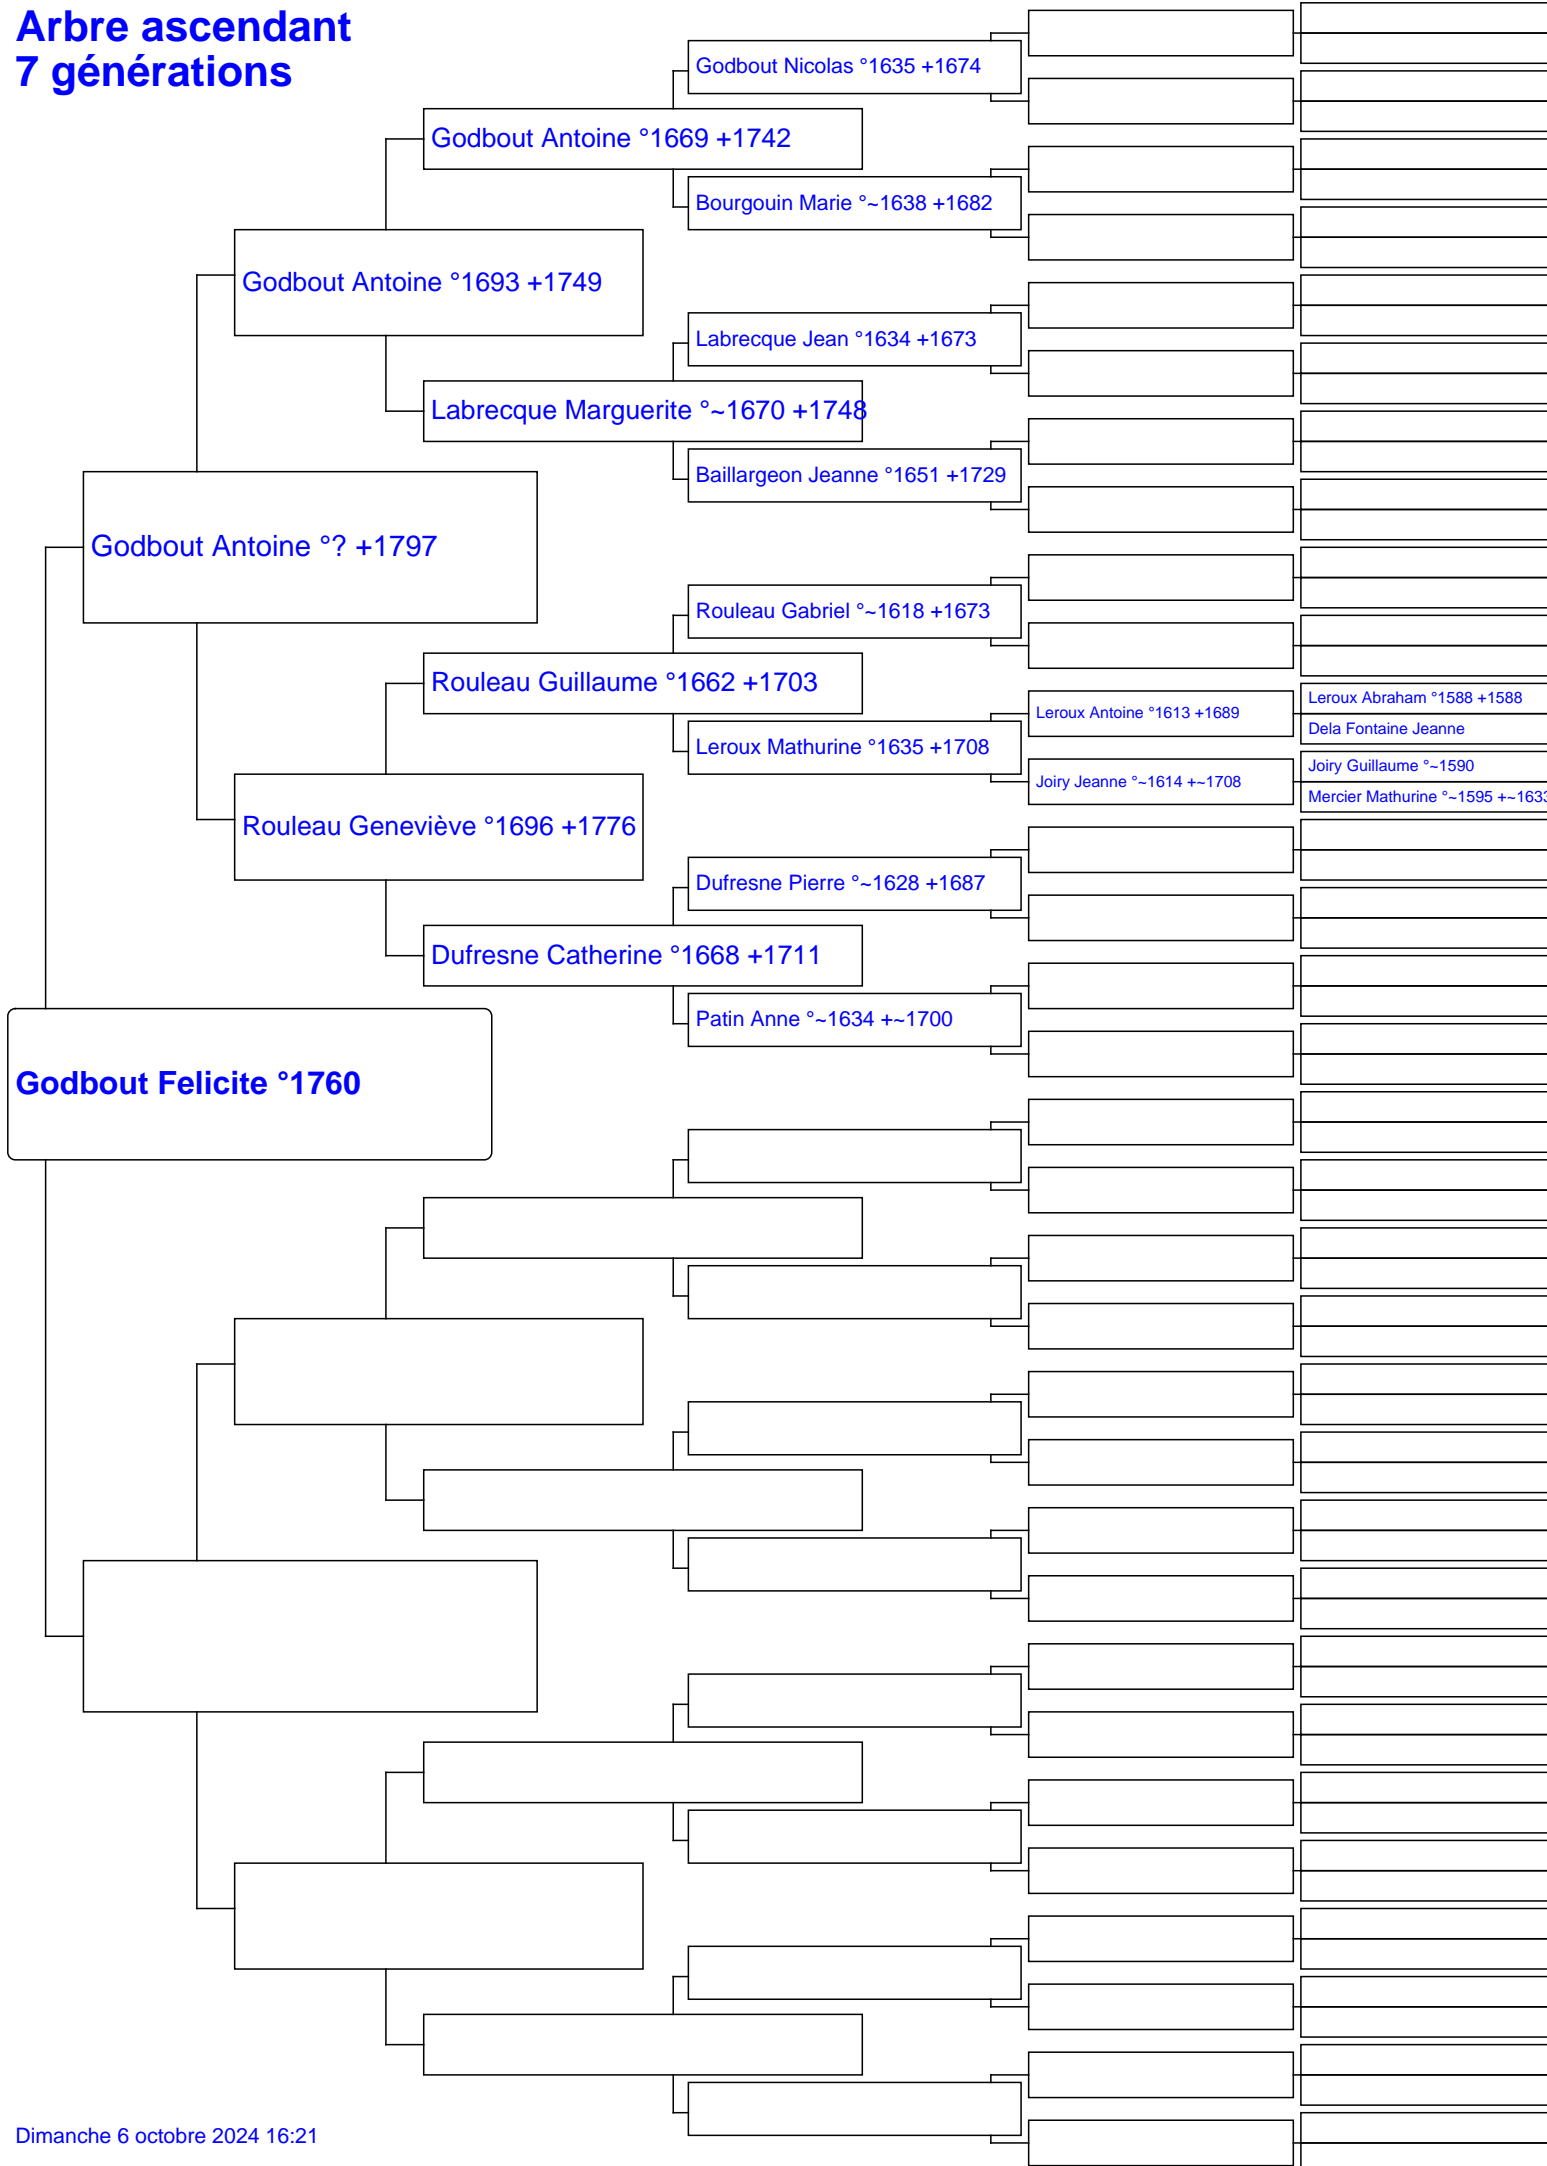 Arbre ascendant
7 générations
Godbout Nicolas °1635 +1674
Godbout Antoine °1669 +1742
Bourgouin Marie °~1638 +1682
Godbout Antoine °1693 +1749
Labrecque Jean °1634 +1673
Labrecque Marguerite °~1670 +1748
Baillargeon Jeanne °1651 +1729
Godbout Antoine °? +1797
Rouleau Gabriel °~1618 +1673
Rouleau Guillaume °1662 +1703
Leroux Abraham °1588 +1588
Leroux Antoine °1613 +1689
Dela Fontaine Jeanne
Leroux Mathurine °1635 +1708
Joiry Guillaume °~1590
Joiry Jeanne °~1614 +~1708
Mercier Mathurine °~1595 +~1633
Rouleau Geneviève °1696 +1776
Dufresne Pierre °~1628 +1687
Dufresne Catherine °1668 +1711
Patin Anne °~1634 +~1700
Godbout Felicite °1760
Dimanche 6 octobre 2024 16:21